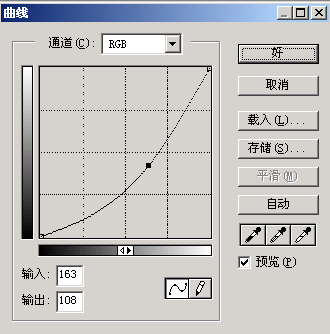 曲线
通道(C): RGB
好
取消
载入(L)...
存储(S)...
平滑(M)
自动
预览(P)
输入: 163
输出: 108